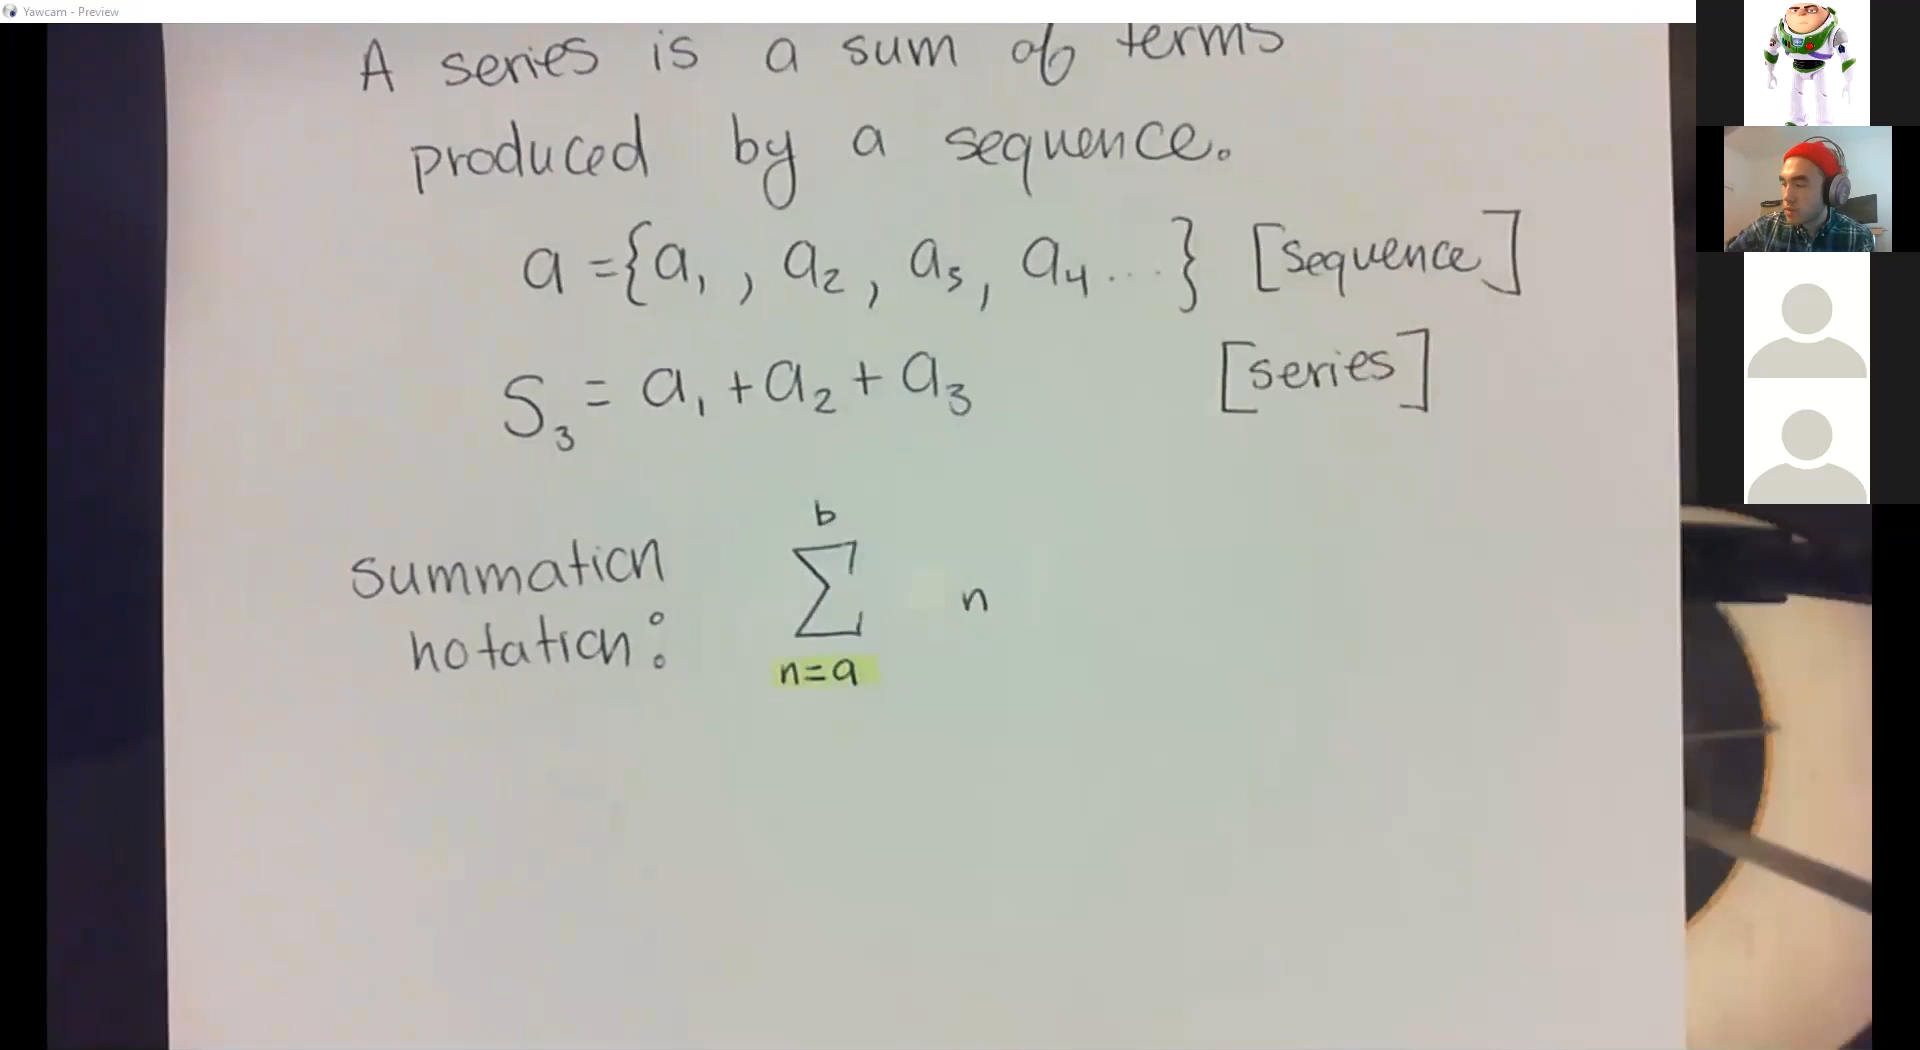 Yawcam - Preview
A series is a sum of terms
produced by a sequence.
a = {a₁, a₂, a₃, a₄ ... } [sequence]
S₃ = a₁ + a₂ + a₃ [series]
b
summation Σ n
notation:
n=a